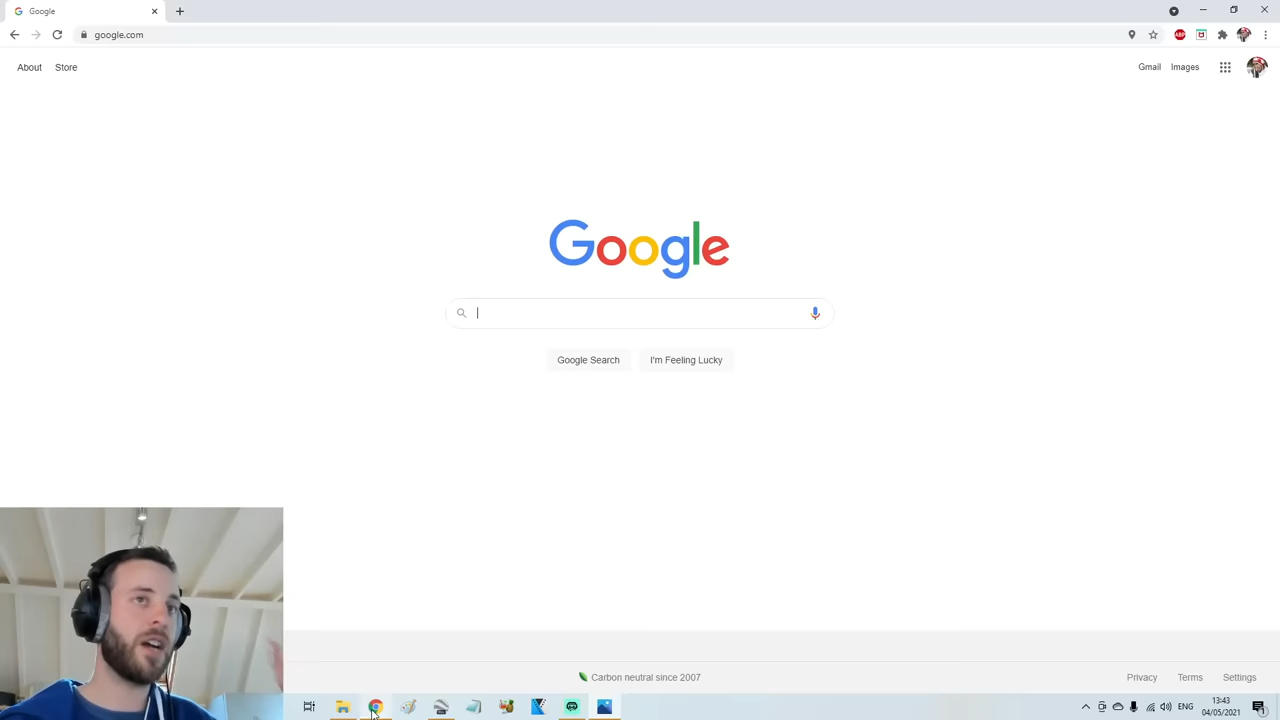 Google
google.com
About Store
Gmail Images
Google
Google Search I'm Feeling Lucky
Carbon neutral since 2007
Privacy Terms Settings
ABP
ENG
13:43
04/05/2021